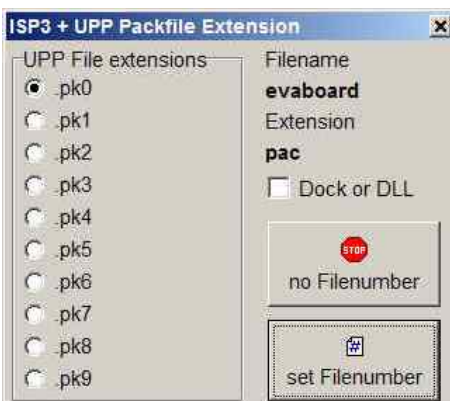 ISP3 + UPP Packfile Extension
UPP File extensions
.pk0
.pk1
.pk2
.pk3
.pk4
.pk5
.pk6
.pk7
.pk8
.pk9
Filename
evaboard
Extension
pac
Dock or DLL
STOP
no Filenumber
#
set Filenumber